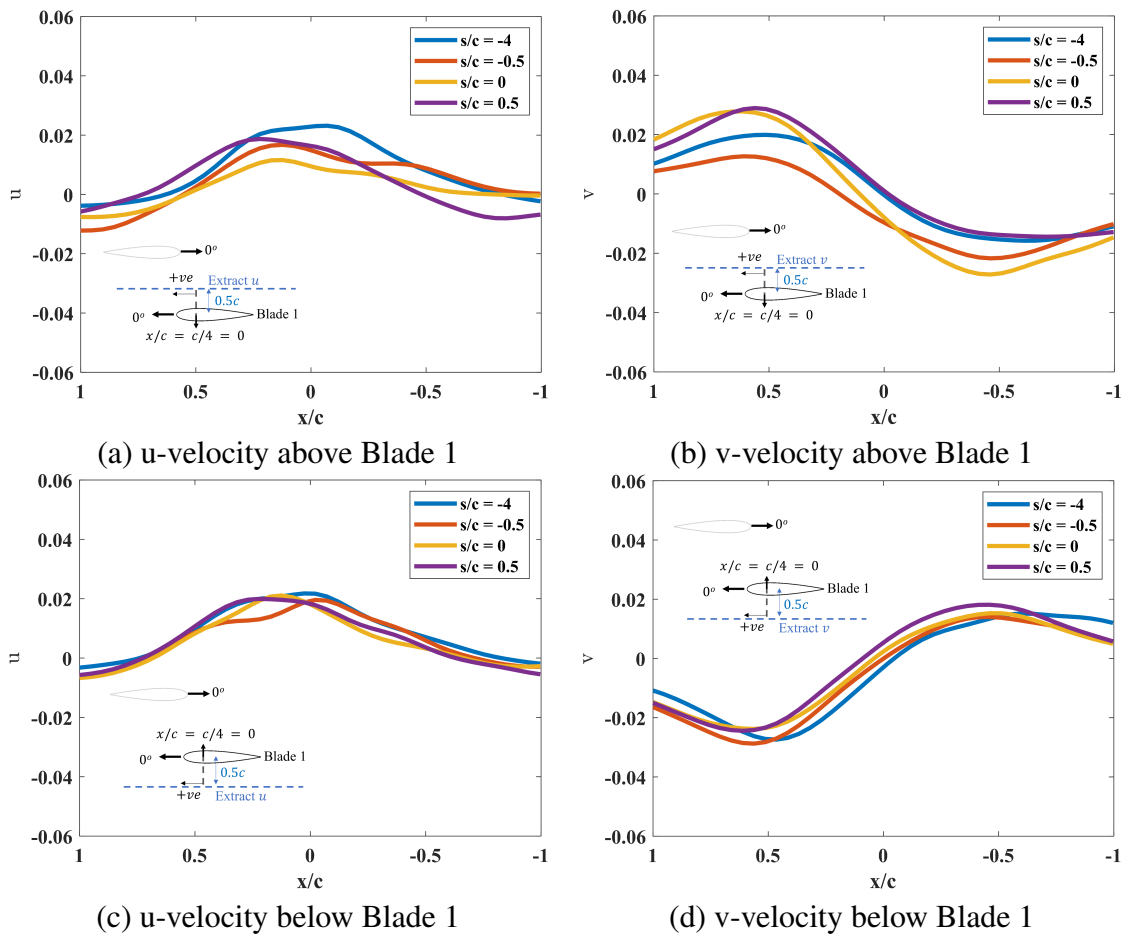 0.06
0.04
0.02
0
-0.02
-0.04
-0.06
u
s/c = -4
s/c = -0.5
s/c = 0
s/c = 0.5
0°
+ve
Extract u
0.5c
0°
Blade 1
x/c = c/4 = 0
1
0.5
0
-0.5
-1
x/c
(a) u-velocity above Blade 1
0.06
0.04
0.02
0
-0.02
-0.04
-0.06
v
s/c = -4
s/c = -0.5
s/c = 0
s/c = 0.5
0°
+ve
Extract v
0.5c
0°
Blade 1
x/c = c/4 = 0
1
0.5
0
-0.5
-1
x/c
(b) v-velocity above Blade 1
0.06
0.04
0.02
0
-0.02
-0.04
-0.06
u
s/c = -4
s/c = -0.5
s/c = 0
s/c = 0.5
0°
x/c = c/4 = 0
0°
Blade 1
0.5c
+ve
Extract u
1
0.5
0
-0.5
-1
x/c
(c) u-velocity below Blade 1
0.06
0.04
0.02
0
-0.02
-0.04
-0.06
v
s/c = -4
s/c = -0.5
s/c = 0
s/c = 0.5
0°
x/c = c/4 = 0
0°
Blade 1
0.5c
+ve
Extract v
1
0.5
0
-0.5
-1
x/c
(d) v-velocity below Blade 1